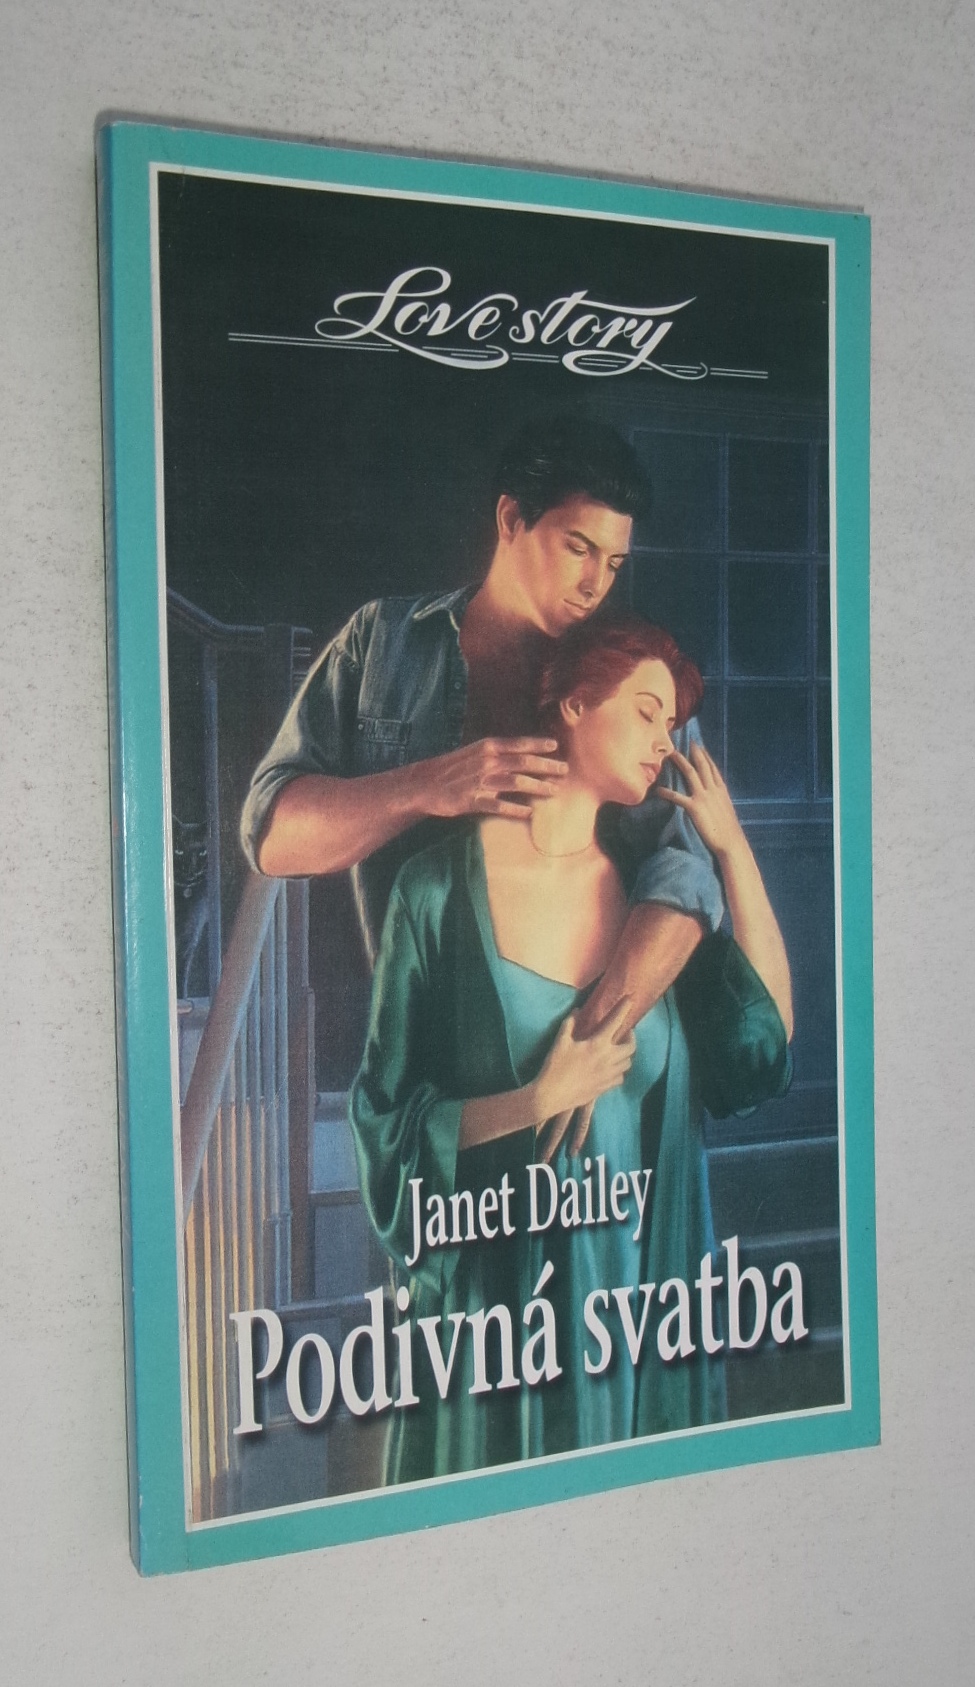 Love story
Janet Dailey
Podivná svatba